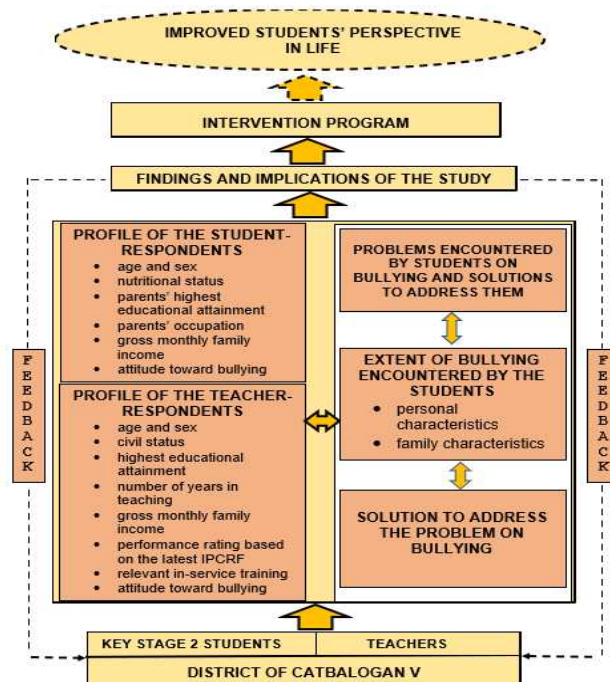 IMPROVED STUDENTS' PERSPECTIVE
IN LIFE
INTERVENTION PROGRAM
FINDINGS AND IMPLICATIONS OF THE STUDY
PROFILE OF THE STUDENT-
RESPONDENTS
• age and sex
• nutritional status
• parents' highest
educational attainment
• parents' occupation
• gross monthly family
income
• attitude toward bullying
PROFILE OF THE TEACHER-
RESPONDENTS
• age and sex
• civil status
• highest educational
attainment
• number of years in
teaching
• gross monthly family
income
• performance rating based
on the latest IPCRF
• relevant in-service training
• attitude toward bullying
PROBLEMS ENCOUNTERED
BY STUDENTS ON
BULLYING AND SOLUTIONS
TO ADDRESS THEM
EXTENT OF BULLYING
ENCOUNTERED BY THE
STUDENTS
• personal
characteristics
• family characteristics
SOLUTION TO ADDRESS
THE PROBLEM ON
BULLYING
FEEDBACK
FEEDBACK
KEY STAGE 2 STUDENTS
TEACHERS
DISTRICT OF CATBALOGAN V